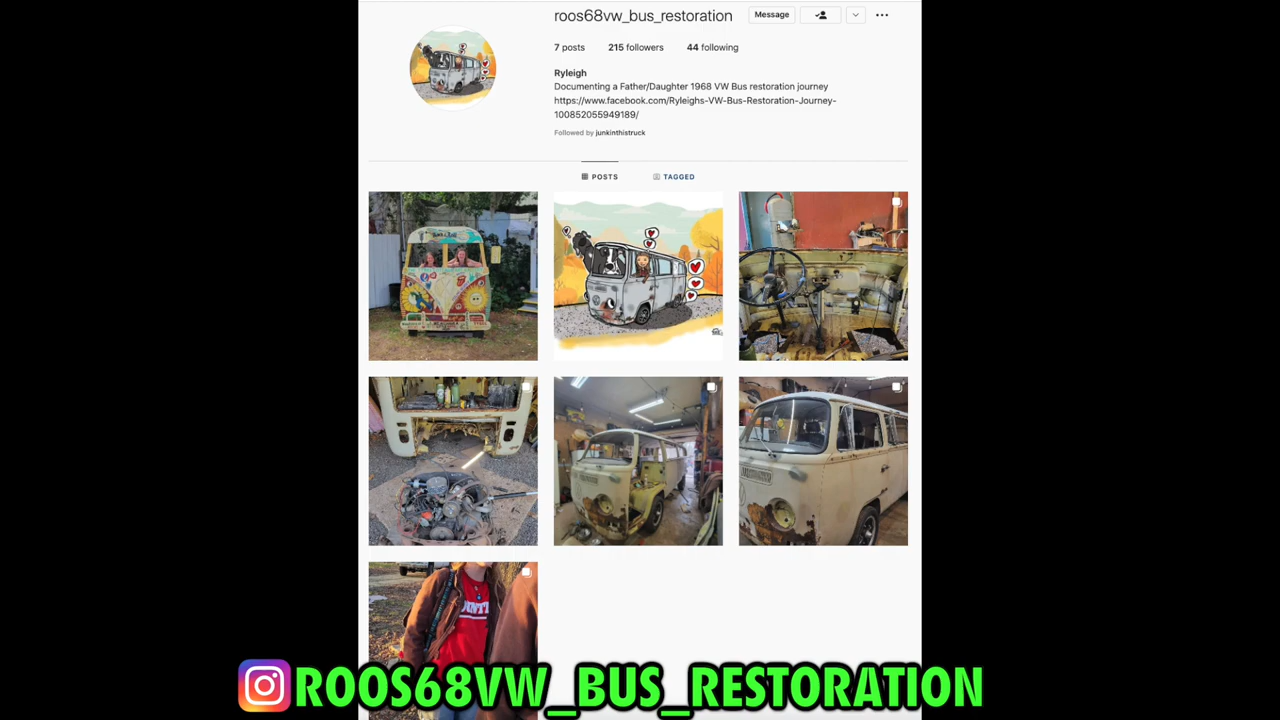 roos68vw_bus_restoration Message
7 posts 215 followers 44 following
Ryleigh
Documenting a Father/Daughter 1968 VW Bus restoration journey
https://www.facebook.com/Ryleighs-VW-Bus-Restoration-Journey-
100852055949189/
Followed by junkinthistruck
POSTS TAGGED
ROOS68VW_BUS_RESTORATION